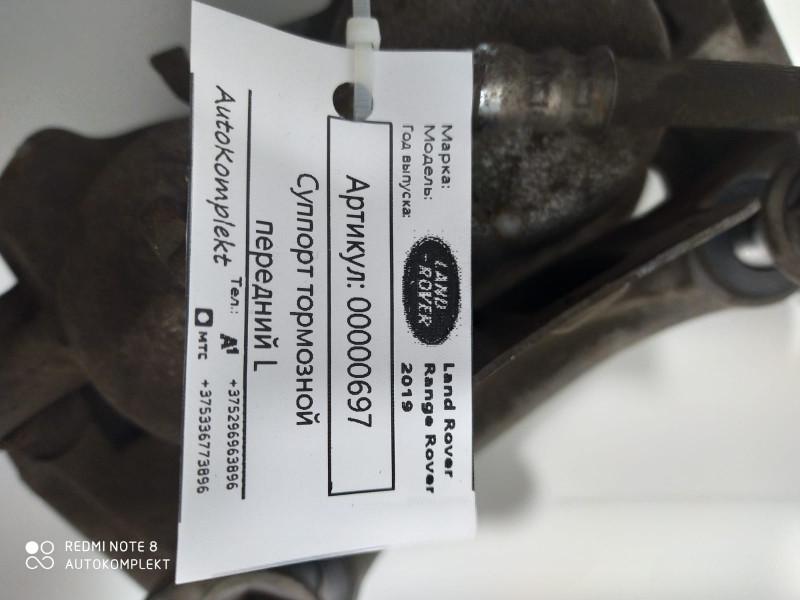 Марка: Land Rover
Модель: Range Rover
Год выпуска: 2019
LAND
ROVER
Артикул: 00000697
Суппорт тормозной
передний L
AutoKomplekt Тел.: A1 +375296963896
МТС +375336773896
REDMI NOTE 8
AUTOKOMPLEKT